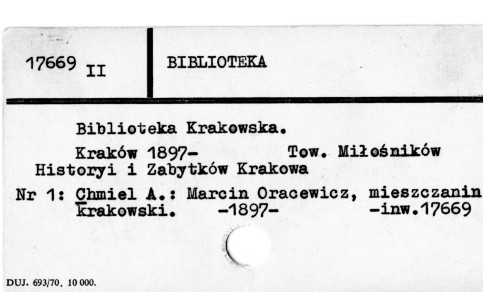 17669 II
BIBLIOTEKA
Biblioteka Krakowska.
Kraków 1897- Tow. Miłośników
Historyi i Zabytków Krakowa
Nr 1: Chmiel A.: Marcin Oracewicz, mieszczanin
krakowski. -1897- -inw.17669
DUJ. 693/70. 10 000.